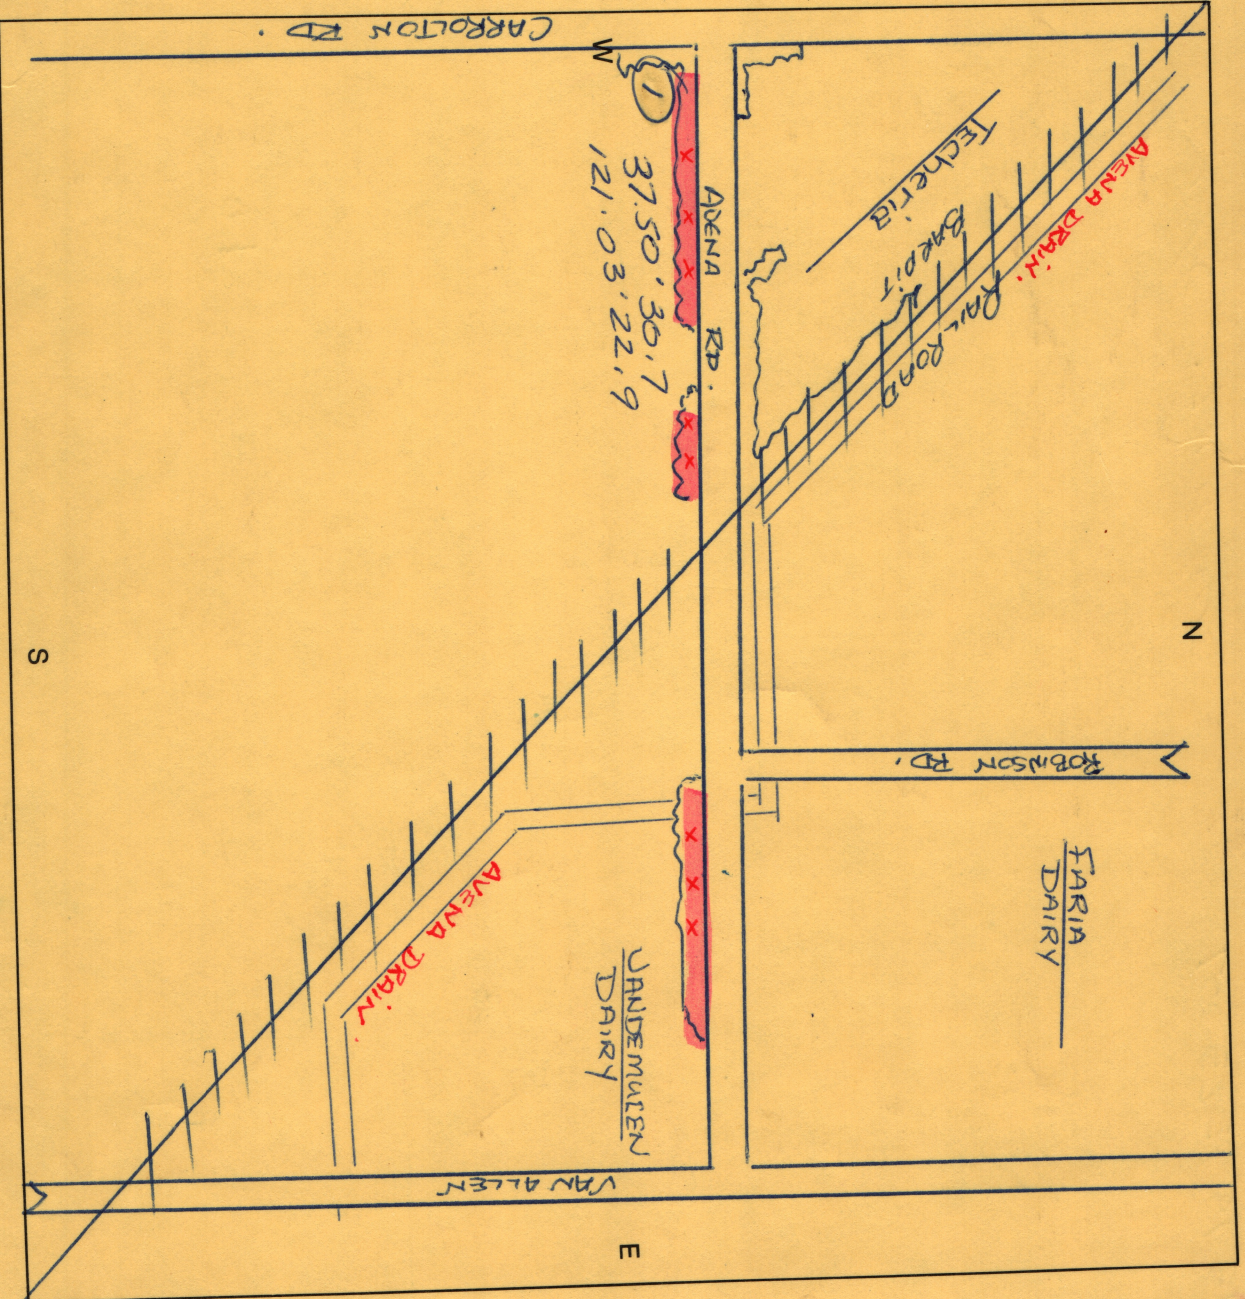 N
W
E
S
CARROLTON RD.
1
37.50'30.7
121.03'22.9
AVENA RD.
Techeria
BARPIT
RAILROAD
AVENA DRAIN.
ROBINSON RD.
FARIA
DAIRY
VANDEMULEN
DAIRY
AVENA DRAIN.
VAN ALLEN